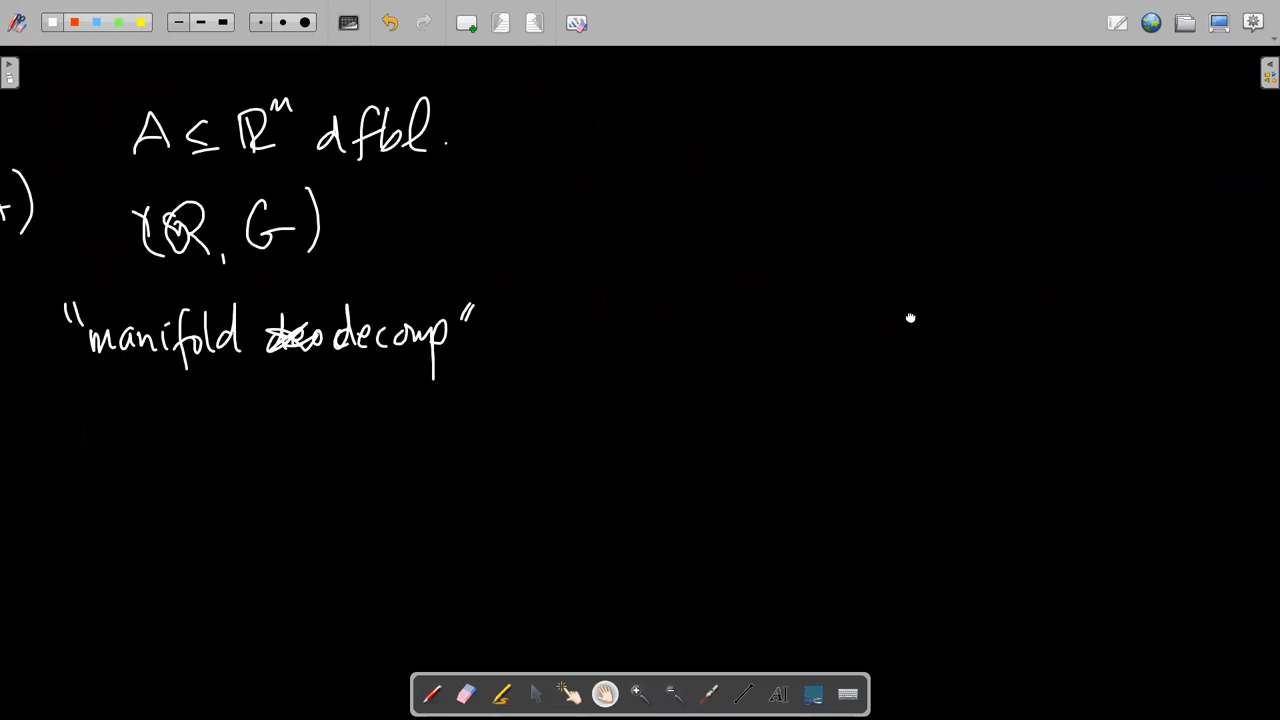 A ⊆ ℝⁿ dfbl.
+)
(ℝ, G)
"manifold decomp"